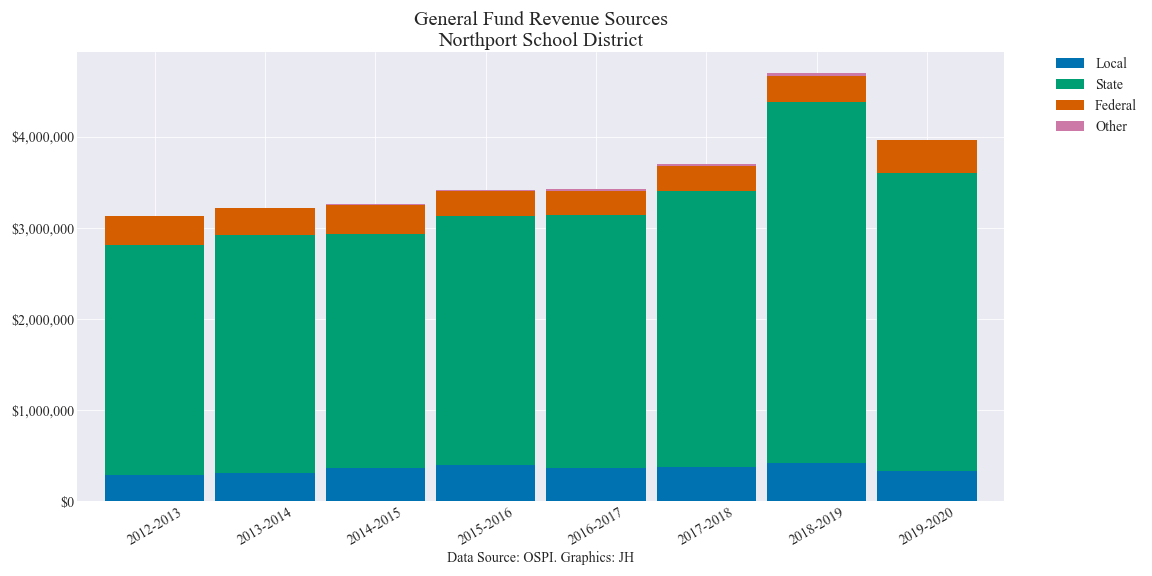 General Fund Revenue Sources
Northport School District
Local
State
Federal
Other
$4,000,000
$3,000,000
$2,000,000
$1,000,000
$0
2012-2013
2013-2014
2014-2015
2015-2016
2016-2017
2017-2018
2018-2019
2019-2020
Data Source: OSPI. Graphics: JH